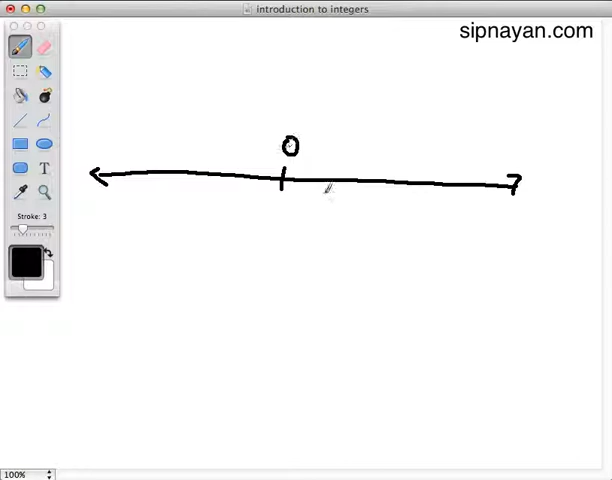 introduction to integers
sipnayan.com
0
T
Stroke: 3
100%